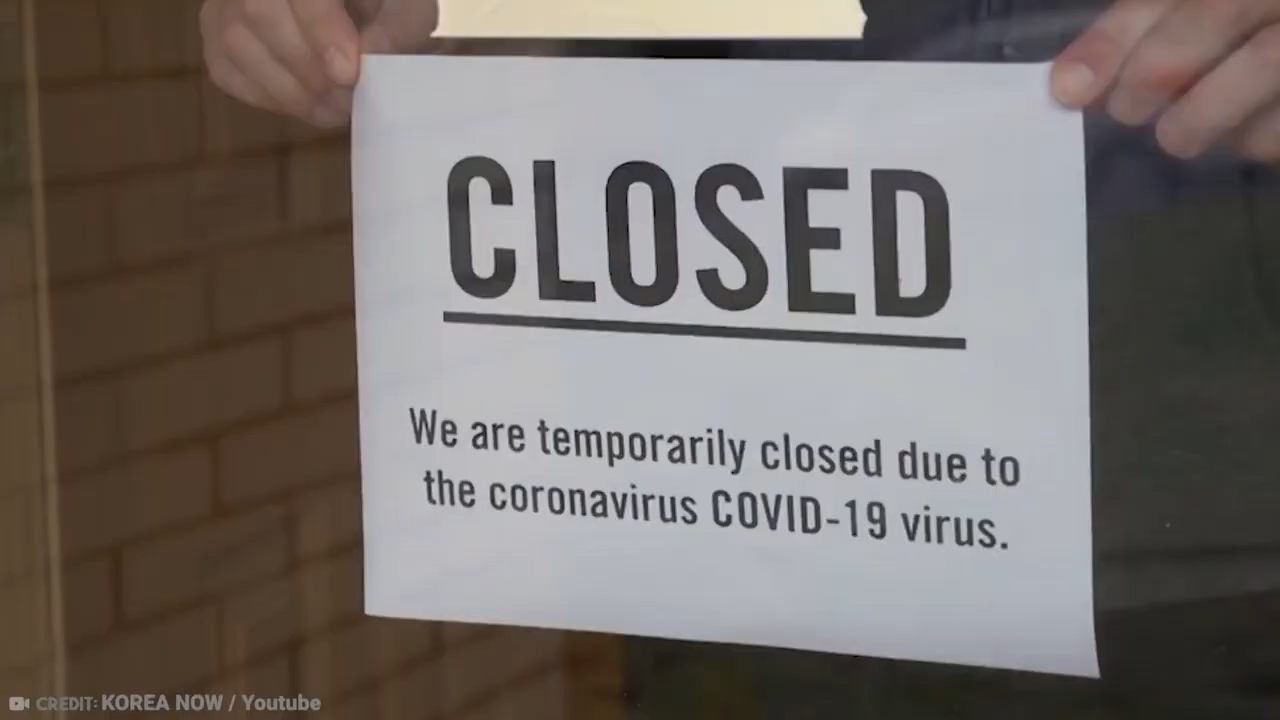 CLOSED
We are temporarily closed due to
the coronavirus COVID-19 virus.
CREDIT: KOREA NOW / Youtube